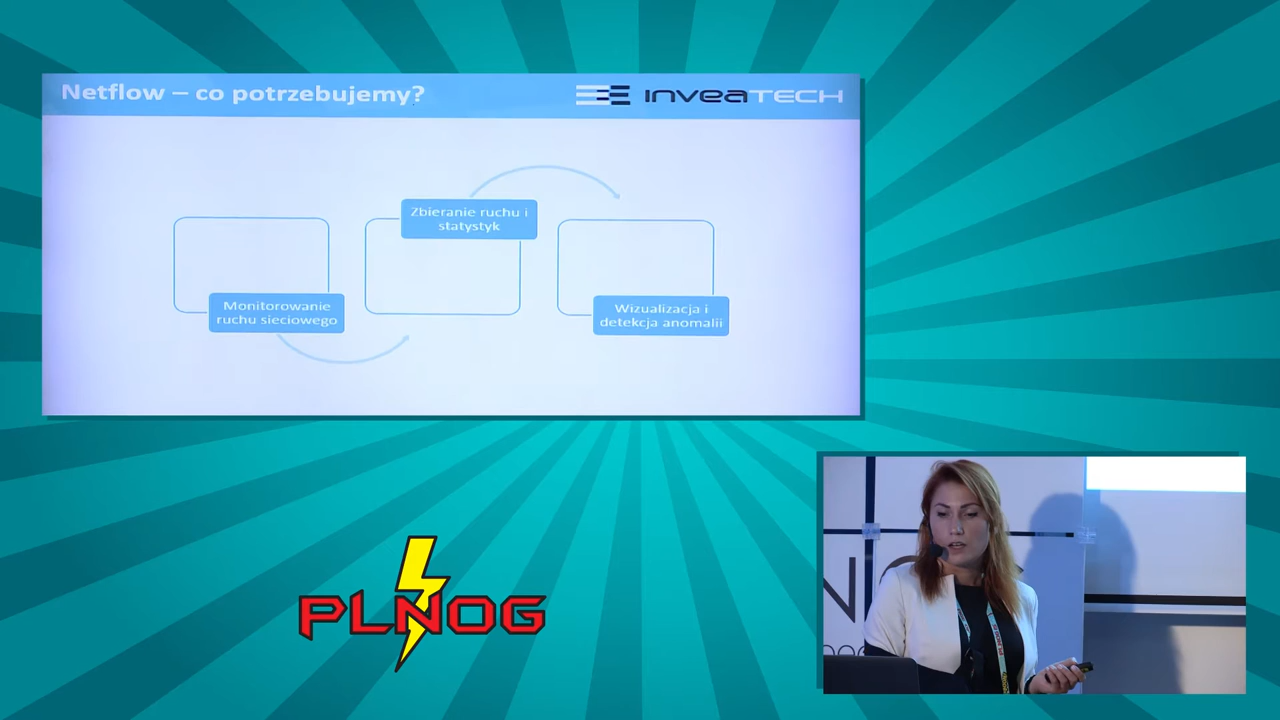 Netflow – co potrzebujemy?
INVEATECH
Zbieranie ruchu i
statystyk
Monitorowanie
ruchu sieciowego
Wizualizacja i
detekcja anomalii
PLNOG